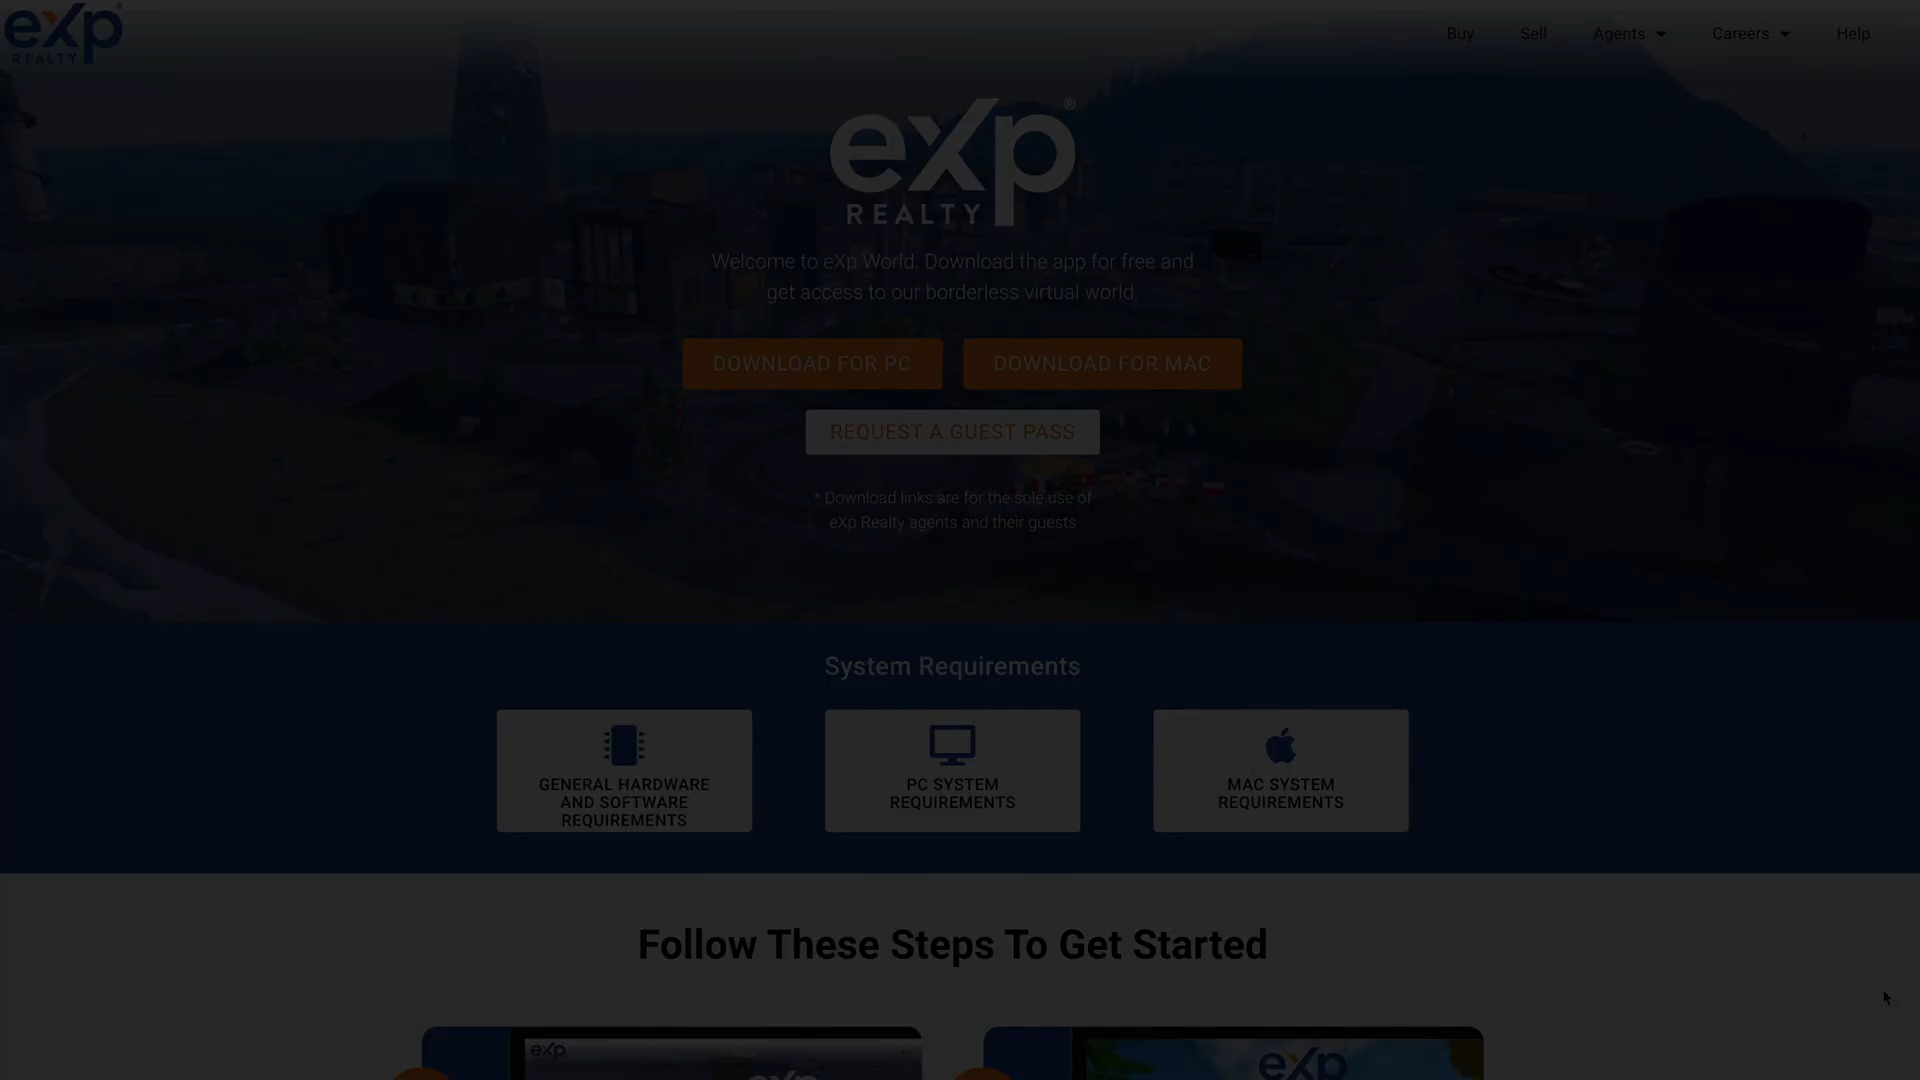 eXp
REALTY
Buy Sell Agents Careers Help
eXp®
REALTY
Welcome to eXp World. Download the app for free and
get access to our borderless virtual world.
DOWNLOAD FOR PC DOWNLOAD FOR MAC
REQUEST A GUEST PASS
* Download links are for the sole use of
eXp Realty agents and their guests
System Requirements
GENERAL HARDWARE
AND SOFTWARE
REQUIREMENTS
PC SYSTEM
REQUIREMENTS
MAC SYSTEM
REQUIREMENTS
Follow These Steps To Get Started
eXp
eXp
eXp